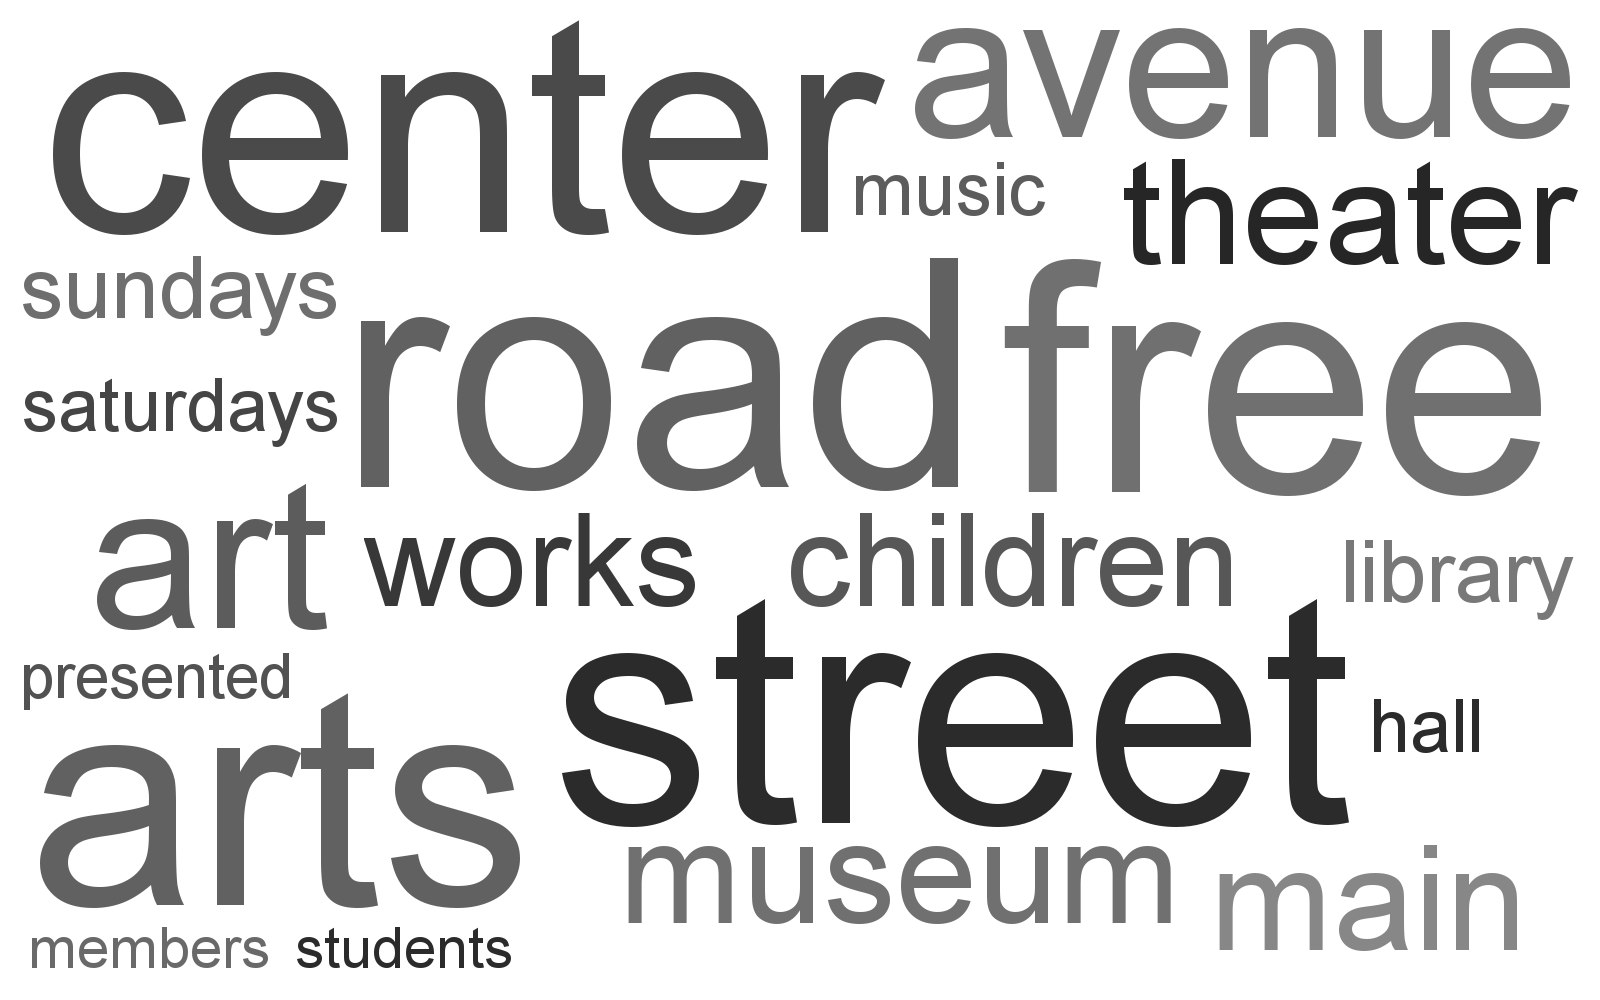 center avenue
music theater
sundays
road free
saturdays
art works children library
presented street
hall
arts
museum main
members students